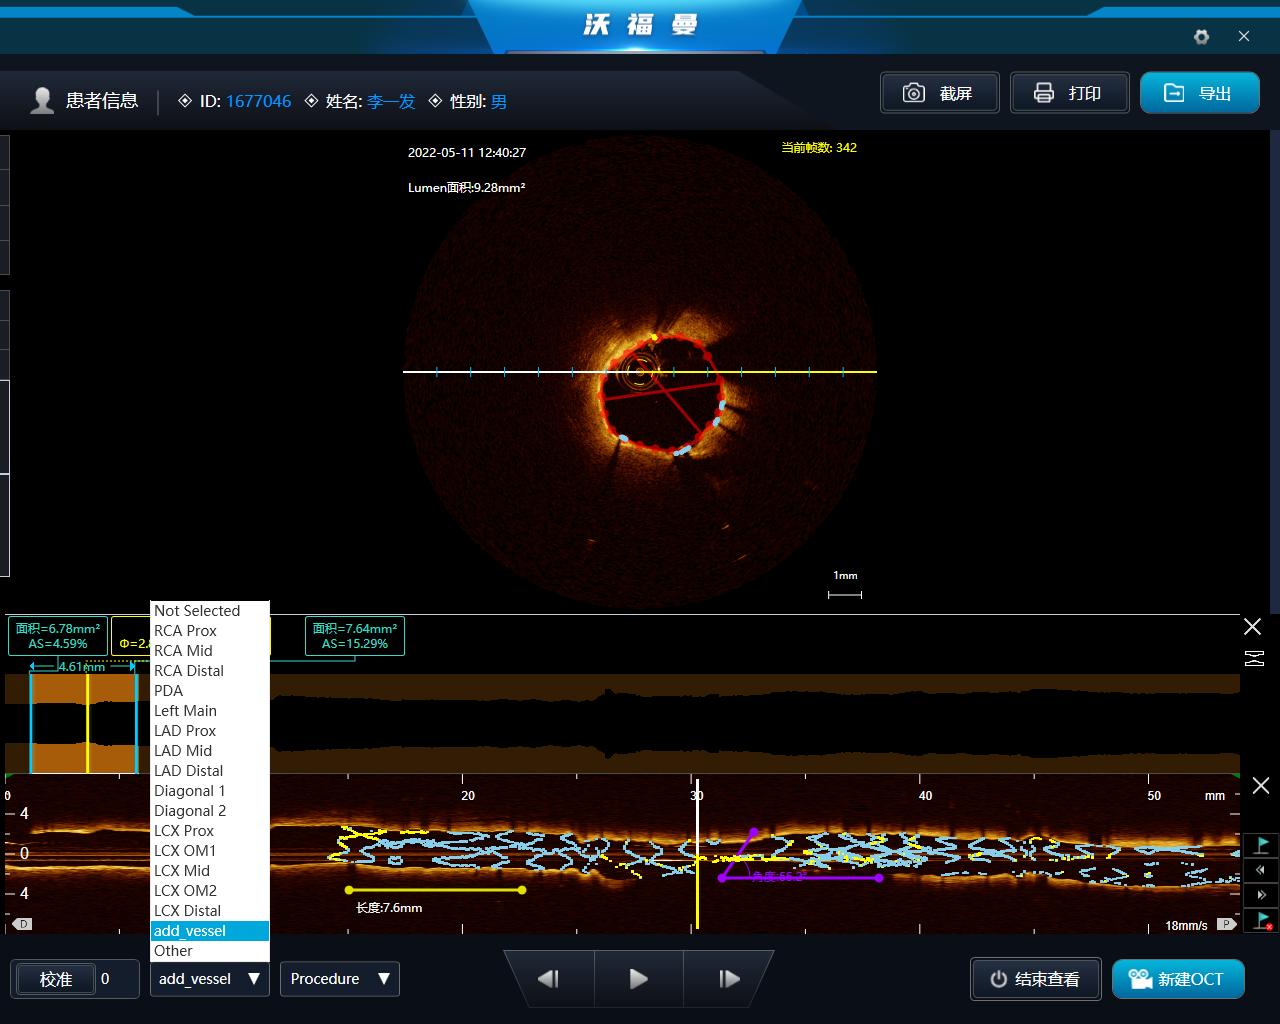 沃福曼
患者信息
ID: 1677046
姓名: 李一发
性别: 男
截屏
打印
导出
2022-05-11 12:40:27
当前帧数: 342
Lumen面积:9.28mm²
1mm
面积=6.78mm²
AS=4.59%
Φ=2.
面积=7.64mm²
AS=15.29%
4.61mm
Not Selected
RCA Prox
RCA Mid
RCA Distal
PDA
Left Main
LAD Prox
LAD Mid
LAD Distal
Diagonal 1
Diagonal 2
LCX Prox
LCX OM1
LCX Mid
LCX OM2
LCX Distal
add_vessel
Other
0
20
30
40
50
mm
4
0
4
长度:7.6mm
D
18mm/s
P
校准
0
add_vessel
Procedure
结束查看
新建OCT